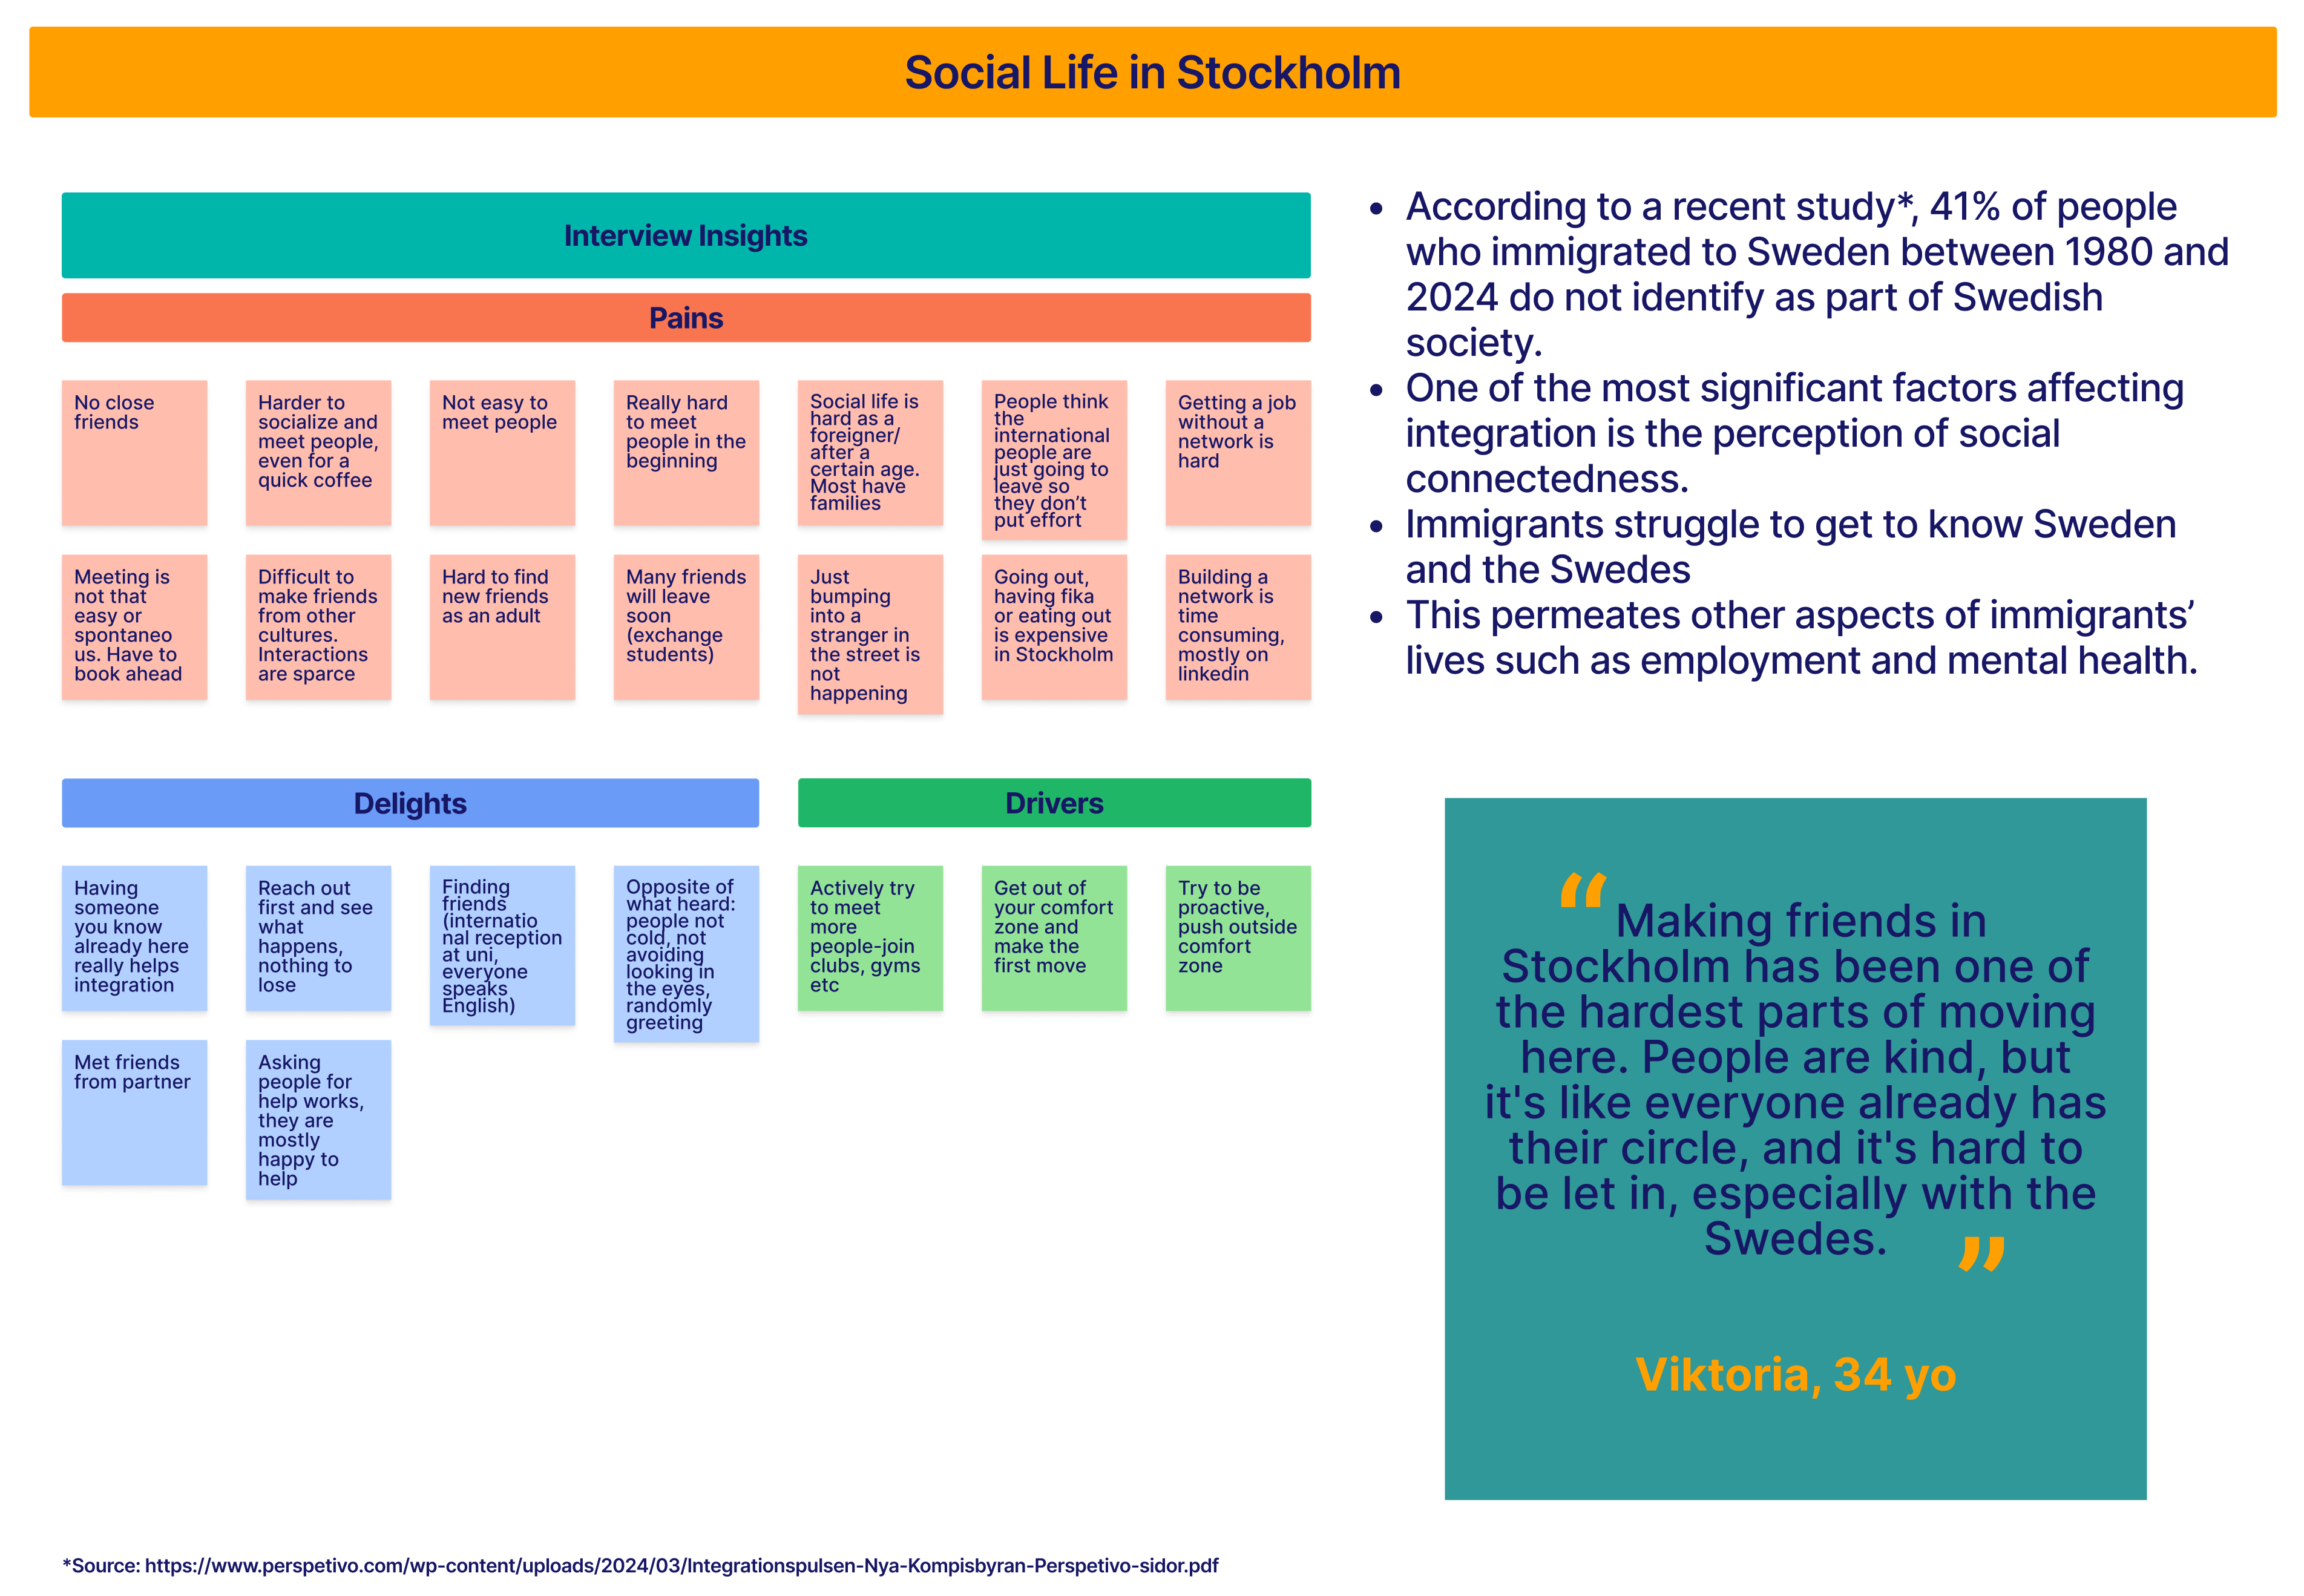 Social Life in Stockholm
Interview Insights
Pains
No close
friends
Harder to
socialize and
meet people,
even for a
quick coffee
Not easy to
meet people
Really hard
to meet
people in the
beginning
Social life is
hard as a
foreigner/
after a
certain age.
Most have
families
People think
the
international
people are
just going to
leave so
they don't
put effort
Getting a job
without a
network is
hard
Meeting is
not that
easy or
spontaneo
us. Have to
book ahead
Difficult to
make friends
from other
cultures.
Interactions
are sparce
Hard to find
new friends
as an adult
Many friends
will leave
soon
(exchange
students)
Just
bumping
into a
stranger in
the street is
not
happening
Going out,
having fika
or eating out
is expensive
in Stockholm
Building a
network is
time
consuming,
mostly on
linkedin
Delights
Having
someone
you know
already here
really helps
integration
Reach out
first and see
what
happens,
nothing to
lose
Finding
friends
(internatio
nal reception
at uni,
everyone
speaks
English)
Opposite of
what heard:
people not
cold, not
avoiding
looking in
the eyes,
randomly
greeting
Met friends
from partner
Asking
people for
help works,
they are
mostly
happy to
help
Drivers
Actively try
to meet
more
people-join
clubs, gyms
etc
Get out of
your comfort
zone and
make the
first move
Try to be
proactive,
push outside
comfort
zone
• According to a recent study*, 41% of people
who immigrated to Sweden between 1980 and
2024 do not identify as part of Swedish
society.
• One of the most significant factors affecting
integration is the perception of social
connectedness.
• Immigrants struggle to get to know Sweden
and the Swedes
• This permeates other aspects of immigrants’
lives such as employment and mental health.
“Making friends in
Stockholm has been one of
the hardest parts of moving
here. People are kind, but
it's like everyone already has
their circle, and it's hard to
be let in, especially with the
Swedes.”
Viktoria, 34 yo
*Source: https://www.perspetivo.com/wp-content/uploads/2024/03/Integrationspulsen-Nya-Kompisbyran-Perspetivo-sidor.pdf